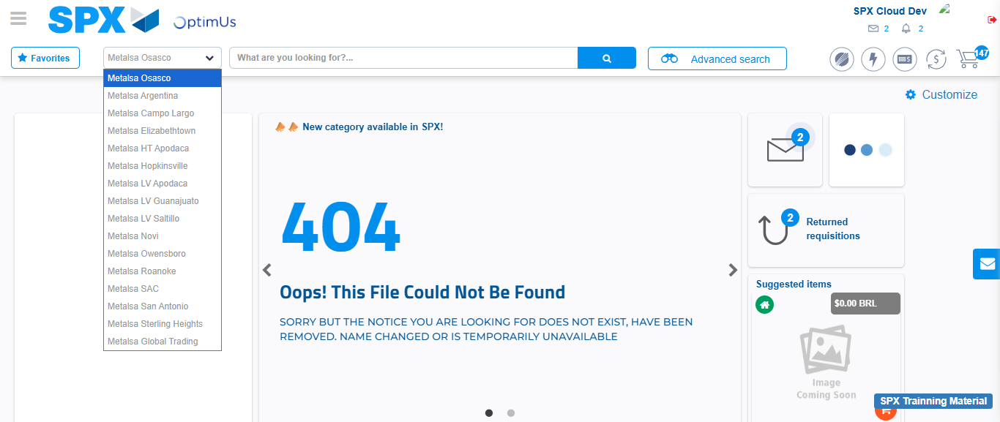 SPX
OptimUs
SPX Cloud Dev
2
2
Favorites
Metalsa Osasco
What are you looking for?...
Advanced search
$
147
Customize
Metalsa Osasco
Metalsa Argentina
Metalsa Campo Largo
Metalsa Elizabethtown
Metalsa HT Apodaca
Metalsa Hopkinsville
Metalsa LV Apodaca
Metalsa LV Guanajuato
Metalsa LV Saltillo
Metalsa Novi
Metalsa Owensboro
Metalsa Roanoke
Metalsa SAC
Metalsa San Antonio
Metalsa Sterling Heights
Metalsa Global Trading
New category available in SPX!
404
Oops! This File Could Not Be Found
SORRY BUT THE NOTICE YOU ARE LOOKING FOR DOES NOT EXIST, HAVE BEEN
REMOVED. NAME CHANGED OR IS TEMPORARILY UNAVAILABLE
2
2
Returned
requisitions
Suggested items
$0.00 BRL
Image
Coming Soon
SPX Trainning Material